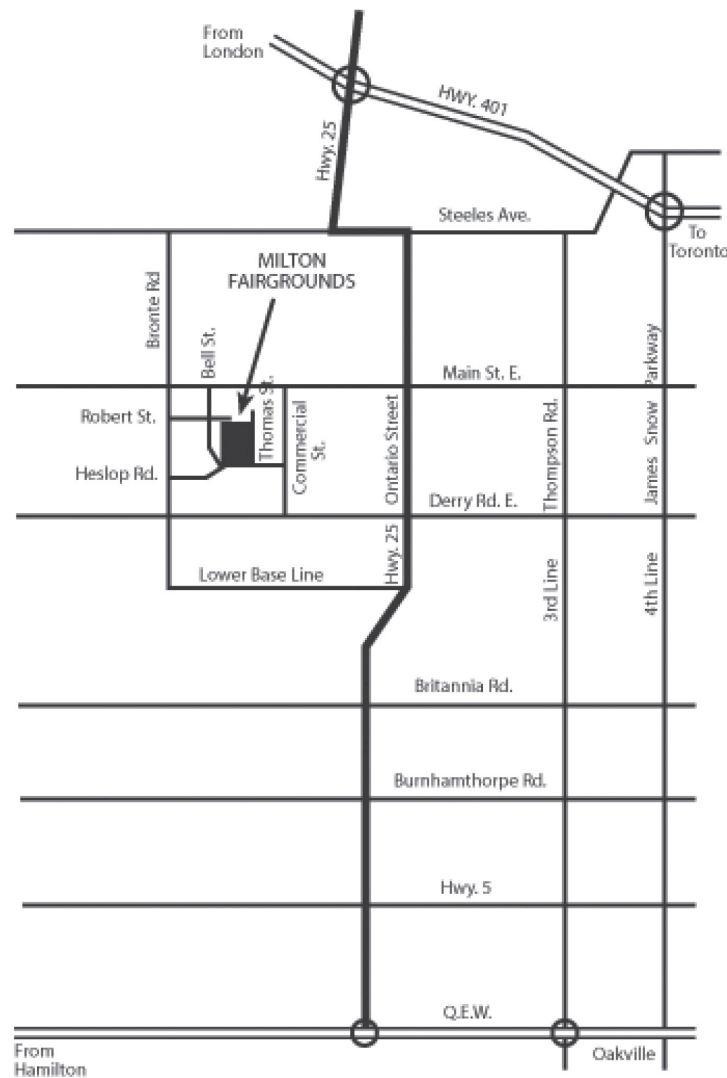 From
London
HWY. 401
Hwy. 25
Steeles Ave.
To
Toronto
MILTON
FAIRGROUNDS
Bronte Rd
Bell St.
Main St. E.
Parkway
Robert St.
Thomas St.
Commercial
St.
Ontario Street
Thompson Rd.
James Snow
Heslop Rd.
Derry Rd. E.
Hwy. 25
Lower Base Line
3rd Line
4th Line
Britannia Rd.
Burnhamthorpe Rd.
Hwy. 5
Q.E.W.
From
Hamilton
Oakville